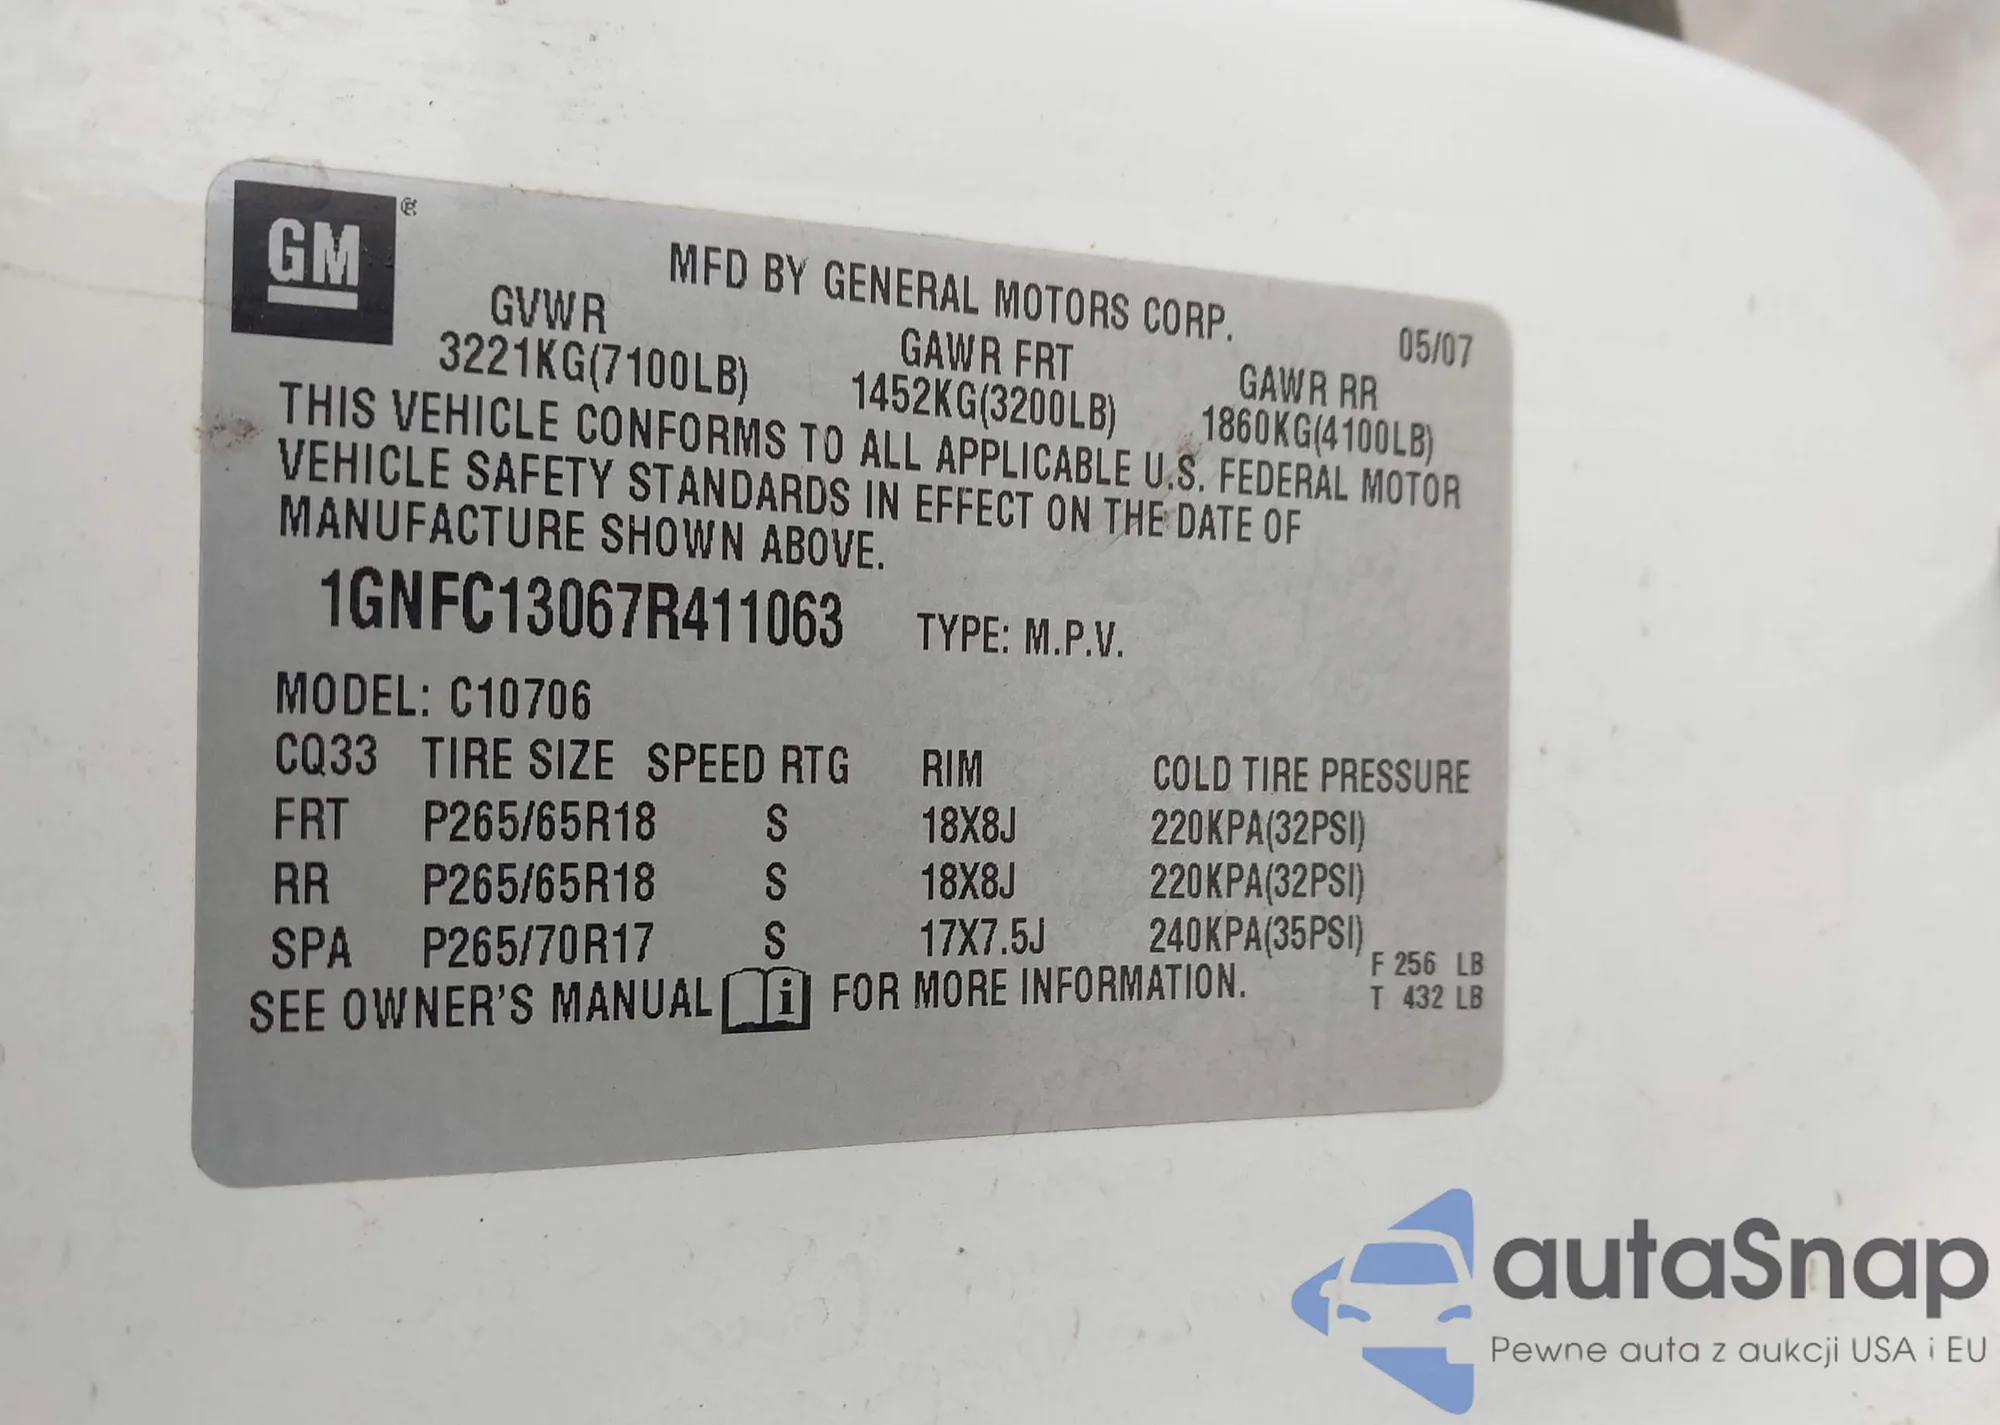 GM ®
MFD BY GENERAL MOTORS CORP.
05/07
GVWR GAWR FRT GAWR RR
3221KG(7100LB) 1452KG(3200LB) 1860KG(4100LB)
THIS VEHICLE CONFORMS TO ALL APPLICABLE U.S. FEDERAL MOTOR
VEHICLE SAFETY STANDARDS IN EFFECT ON THE DATE OF
MANUFACTURE SHOWN ABOVE.
1GNFC13067R411063 TYPE: M.P.V.
MODEL: C10706
CQ33 TIRE SIZE SPEED RTG RIM COLD TIRE PRESSURE
FRT P265/65R18 S 18X8J 220KPA(32PSI)
RR P265/65R18 S 18X8J 220KPA(32PSI)
SPA P265/70R17 S 17X7.5J 240KPA(35PSI)
F 256 LB
T 432 LB
SEE OWNER'S MANUAL i FOR MORE INFORMATION.
autaSnap
Pewne auta z aukcji USA i EU